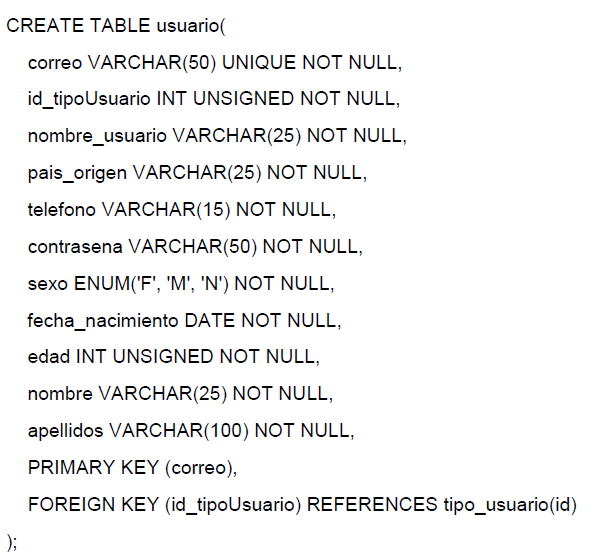 CREATE TABLE usuario(
correo VARCHAR(50) UNIQUE NOT NULL,
id_tipoUsuario INT UNSIGNED NOT NULL,
nombre_usuario VARCHAR(25) NOT NULL,
pais_origen VARCHAR(25) NOT NULL,
telefono VARCHAR(15) NOT NULL,
contrasena VARCHAR(50) NOT NULL,
sexo ENUM('F', 'M', 'N') NOT NULL,
fecha_nacimiento DATE NOT NULL,
edad INT UNSIGNED NOT NULL,
nombre VARCHAR(25) NOT NULL,
apellidos VARCHAR(100) NOT NULL,
PRIMARY KEY (correo),
FOREIGN KEY (id_tipoUsuario) REFERENCES tipo_usuario(id)
);